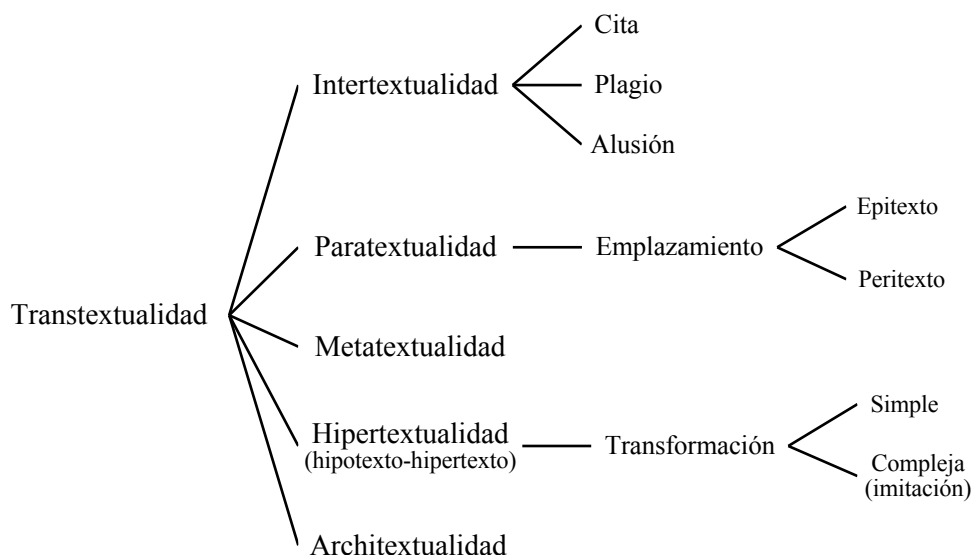 Cita
Intertextualidad
Plagio
Alusión
Epitexto
Paratextualidad
Emplazamiento
Peritexto
Transtextualidad
Metatextualidad
Simple
Hipertextualidad
(hipotexto-hipertexto)
Transformación
Compleja
(imitación)
Architextualidad